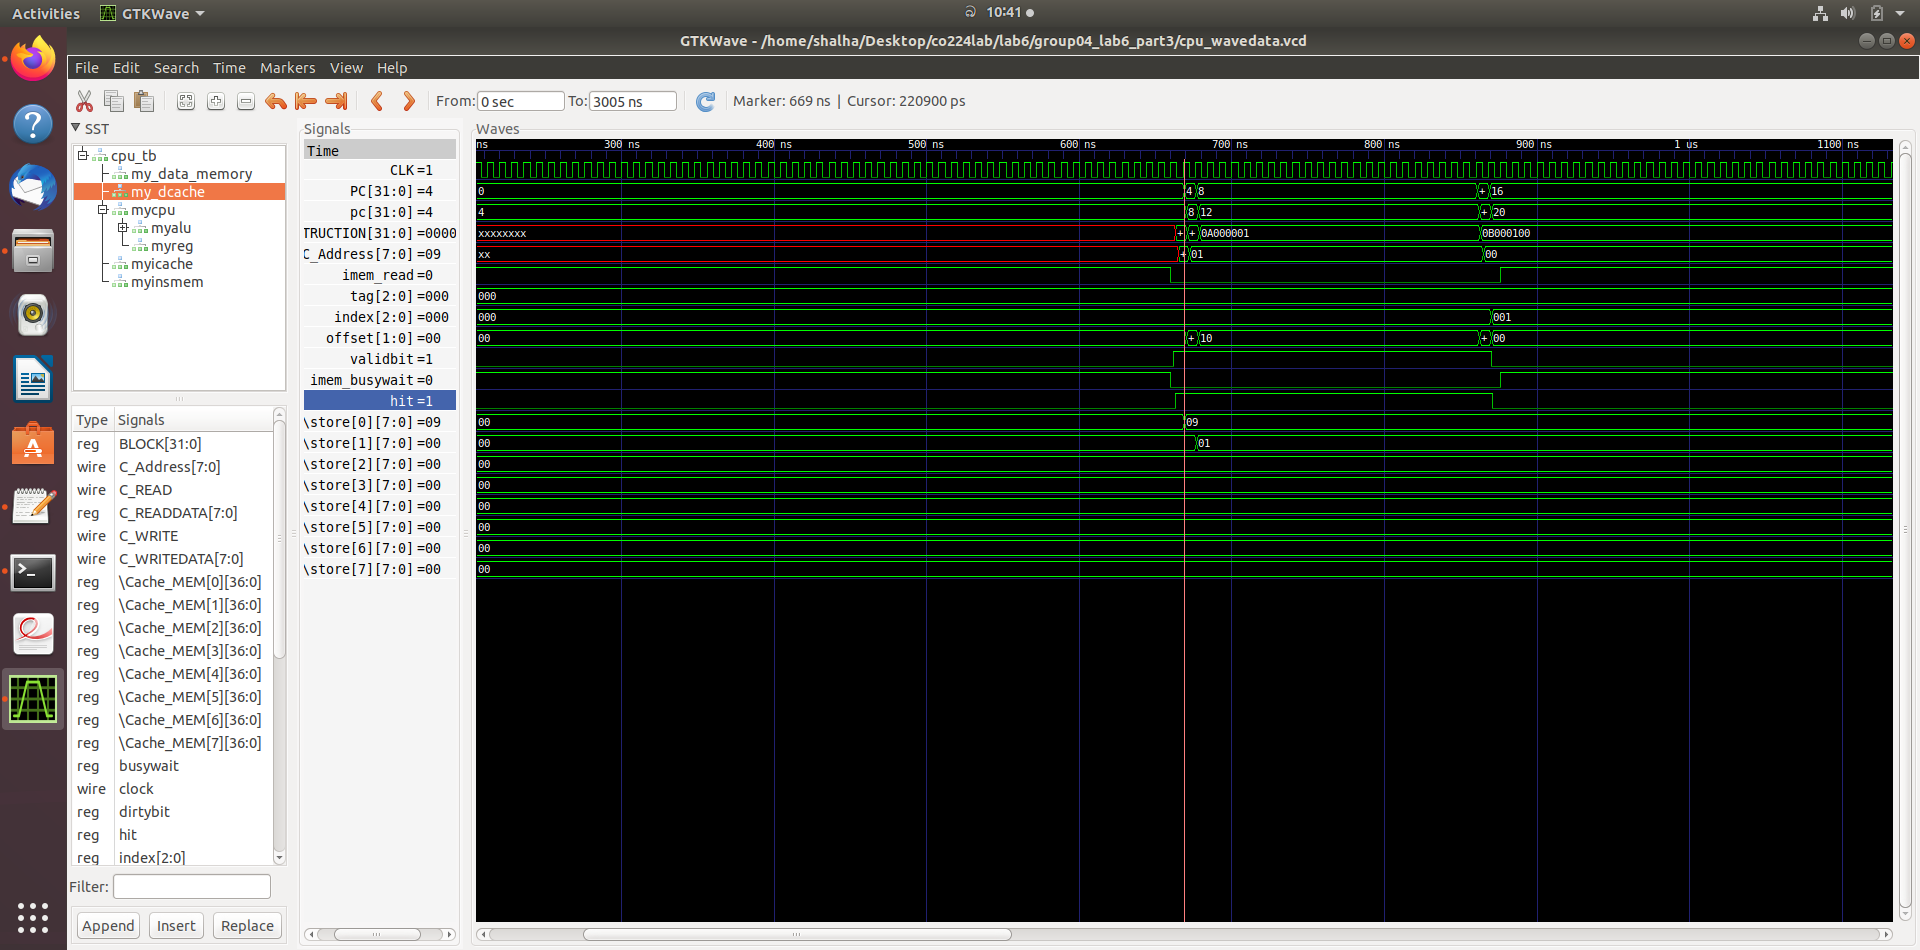 Activities GTKWave 10:41
GTKWave - /home/shalha/Desktop/co224lab/lab6/group04_lab6_part3/cpu_wavedata.vcd
File Edit Search Time Markers View Help
From: 0 sec To: 3005 ns Marker: 669 ns | Cursor: 220900 ps
SST
cpu_tb
my_data_memory
my_dcache
mycpu
myalu
myreg
myicache
myinsmem
Type Signals
reg BLOCK[31:0]
wire C_Address[7:0]
wire C_READ
reg C_READDATA[7:0]
wire C_WRITE
wire C_WRITEDATA[7:0]
reg \Cache_MEM[0][36:0]
reg \Cache_MEM[1][36:0]
reg \Cache_MEM[2][36:0]
reg \Cache_MEM[3][36:0]
reg \Cache_MEM[4][36:0]
reg \Cache_MEM[5][36:0]
reg \Cache_MEM[6][36:0]
reg \Cache_MEM[7][36:0]
reg busywait
wire clock
reg dirtybit
reg hit
reg index[2:0]
Filter:
Append Insert Replace
Signals
Time
CLK=1
PC[31:0]=4
pc[31:0]=4
TRUCTION[31:0]=0000
C_Address[7:0]=09
imem_read=0
tag[2:0]=000
index[2:0]=000
offset[1:0]=00
validbit=1
imem_busywait=0
hit=1
\store[0][7:0]=09
\store[1][7:0]=00
\store[2][7:0]=00
\store[3][7:0]=00
\store[4][7:0]=00
\store[5][7:0]=00
\store[6][7:0]=00
\store[7][7:0]=00
Waves
ns 300 ns 400 ns 500 ns 600 ns 700 ns 800 ns 900 ns 1 us 1100 ns
0 4 8 + 16
4 8 12 + 20
xxxxxxxx + + 0A000001 0B000100
xx + 01 00
000
000 001
00 + 10 + 00
00 09
00 01
00
00
00
00
00
00